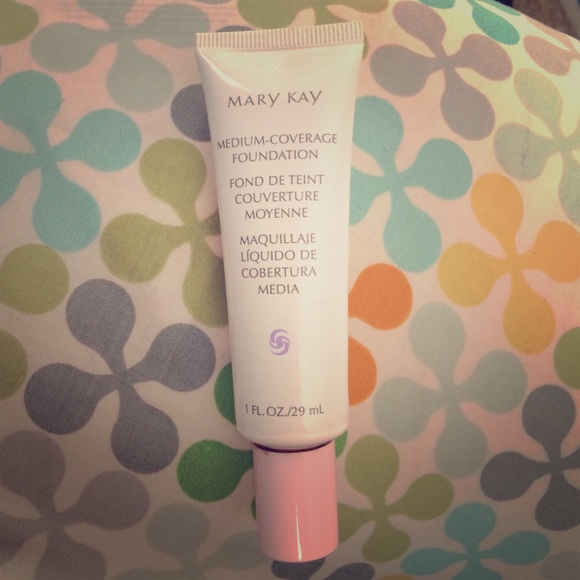 MARY KAY
MEDIUM-COVERAGE
FOUNDATION
FOND DE TEINT
COUVERTURE
MOYENNE
MAQUILLAJE
LÍQUIDO DE
COBERTURA
MEDIA
1 FL.OZ./29 mL